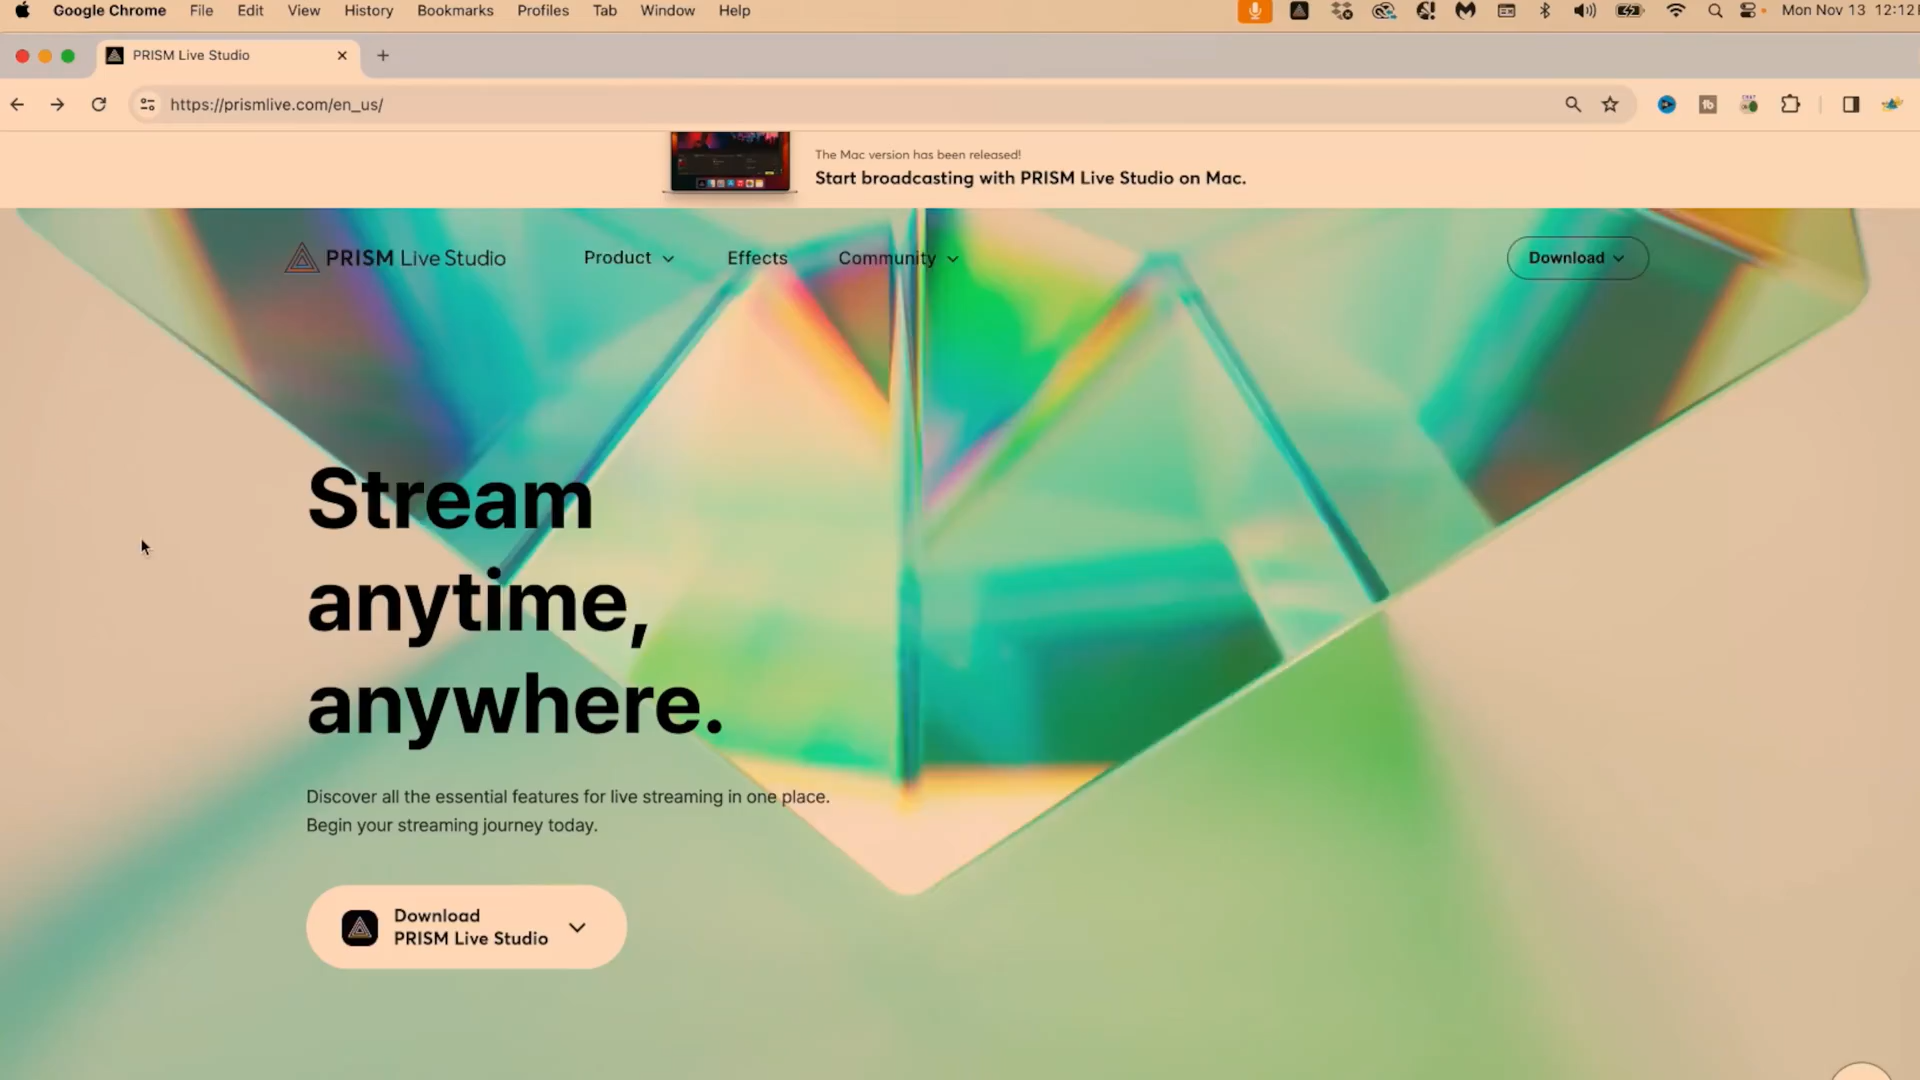 Google Chrome File Edit View History Bookmarks Profiles Tab Window Help Mon Nov 13 12:12
PRISM Live Studio
https://prismlive.com/en_us/
The Mac version has been released!
Start broadcasting with PRISM Live Studio on Mac.
PRISM Live Studio Product Effects Community Download
Stream
anytime,
anywhere.
Discover all the essential features for live streaming in one place.
Begin your streaming journey today.
Download
PRISM Live Studio